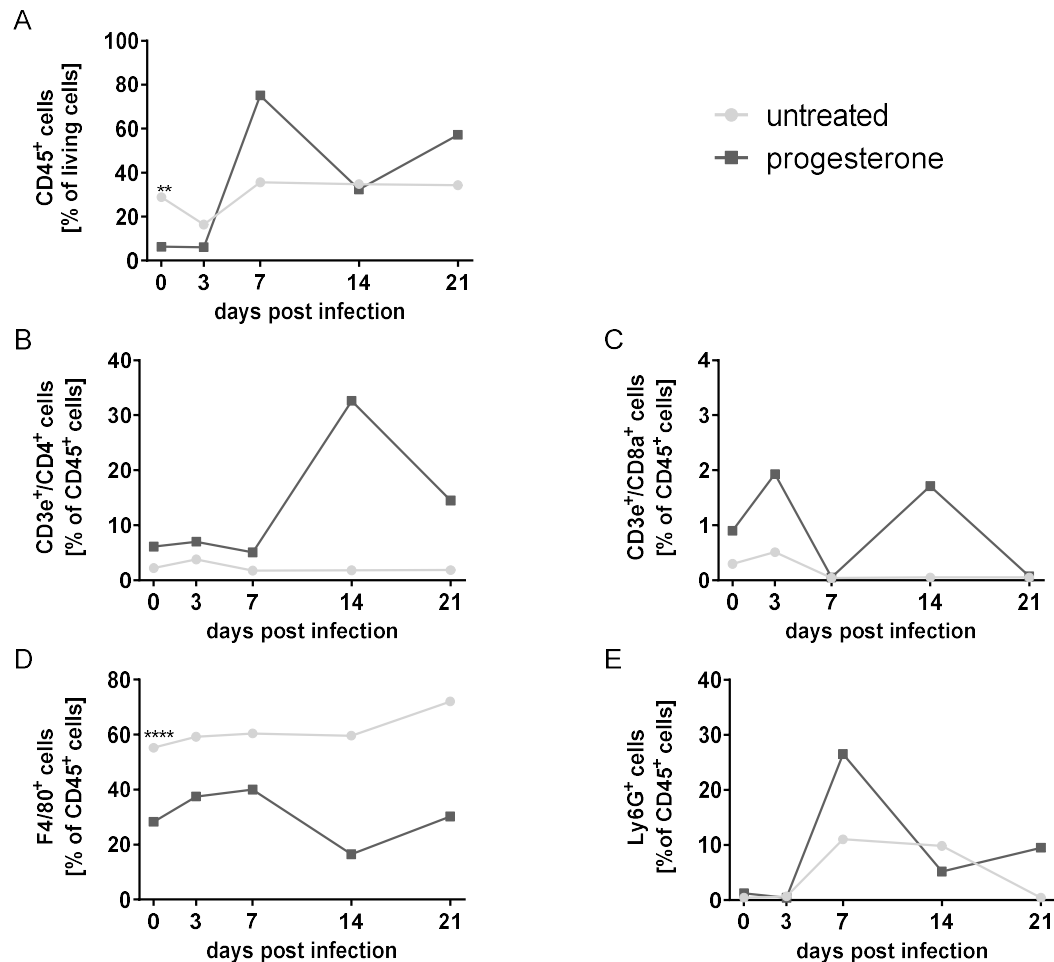 A
CD45⁺ cells
[% of living cells]
100
80
60
40
20
0
**
0 3 7 14 21
days post infection
untreated
progesterone
B
CD3e⁺/CD4⁺ cells
[% of CD45⁺ cells]
40
30
20
10
0
0 3 7 14 21
days post infection
C
CD3e⁺/CD8a⁺ cells
[% of CD45⁺ cells]
4
3
2
1
0
0 3 7 14 21
days post infection
D
F4/80⁺ cells
[% of CD45⁺ cells]
80
60
40
20
0
****
0 3 7 14 21
days post infection
E
Ly6G⁺ cells
[%of CD45⁺ cells]
40
30
20
10
0
0 3 7 14 21
days post infection